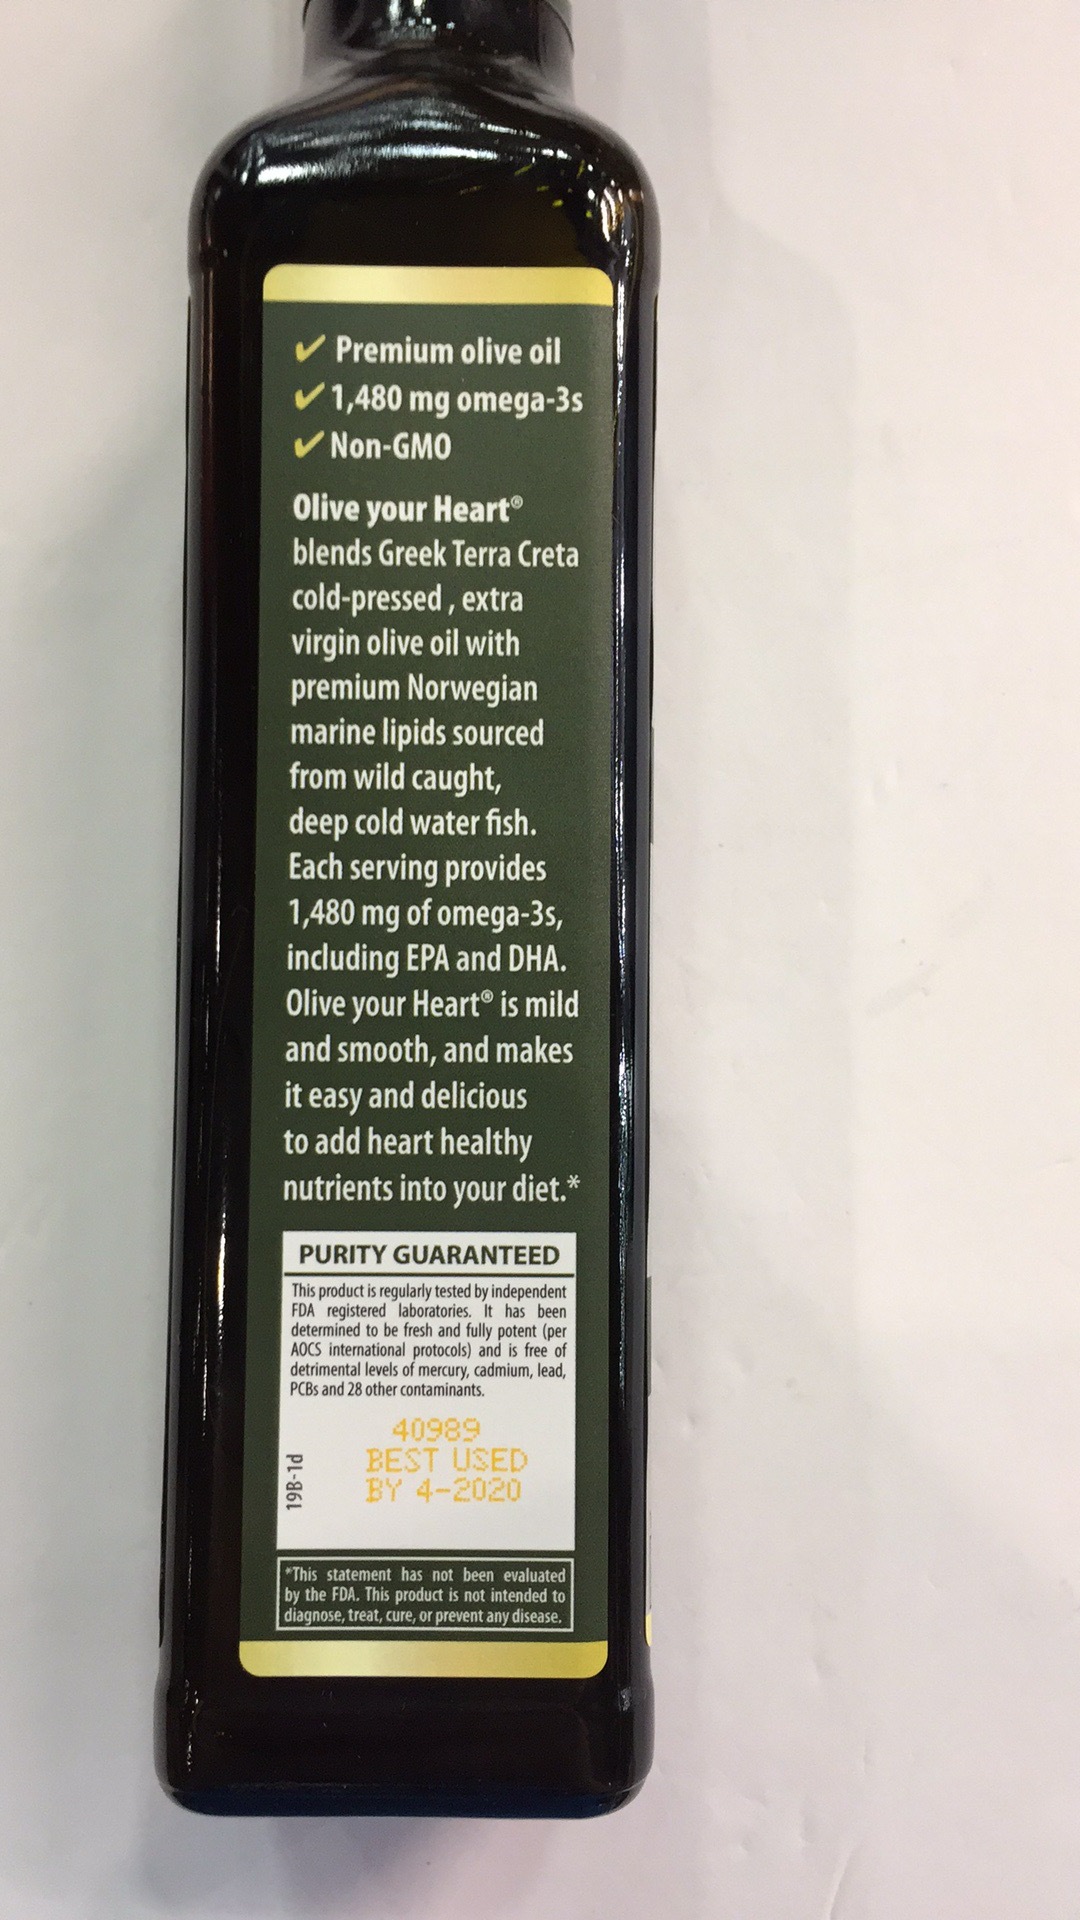 ✔ Premium olive oil
✔ 1,480 mg omega-3s
✔ Non-GMO
Olive your Heart®
blends Greek Terra Creta
cold-pressed , extra
virgin olive oil with
premium Norwegian
marine lipids sourced
from wild caught,
deep cold water fish.
Each serving provides
1,480 mg of omega-3s,
including EPA and DHA.
Olive your Heart® is mild
and smooth, and makes
it easy and delicious
to add heart healthy
nutrients into your diet.*
PURITY GUARANTEED
This product is regularly tested by independent
FDA registered laboratories. It has been
determined to be fresh and fully potent (per
AOCS international protocols) and is free of
detrimental levels of mercury, cadmium, lead,
PCBs and 28 other contaminants.
40989
BEST USED
BY 4-2020
19B-1d
*This statement has not been evaluated
by the FDA. This product is not intended to
diagnose, treat, cure, or prevent any disease.